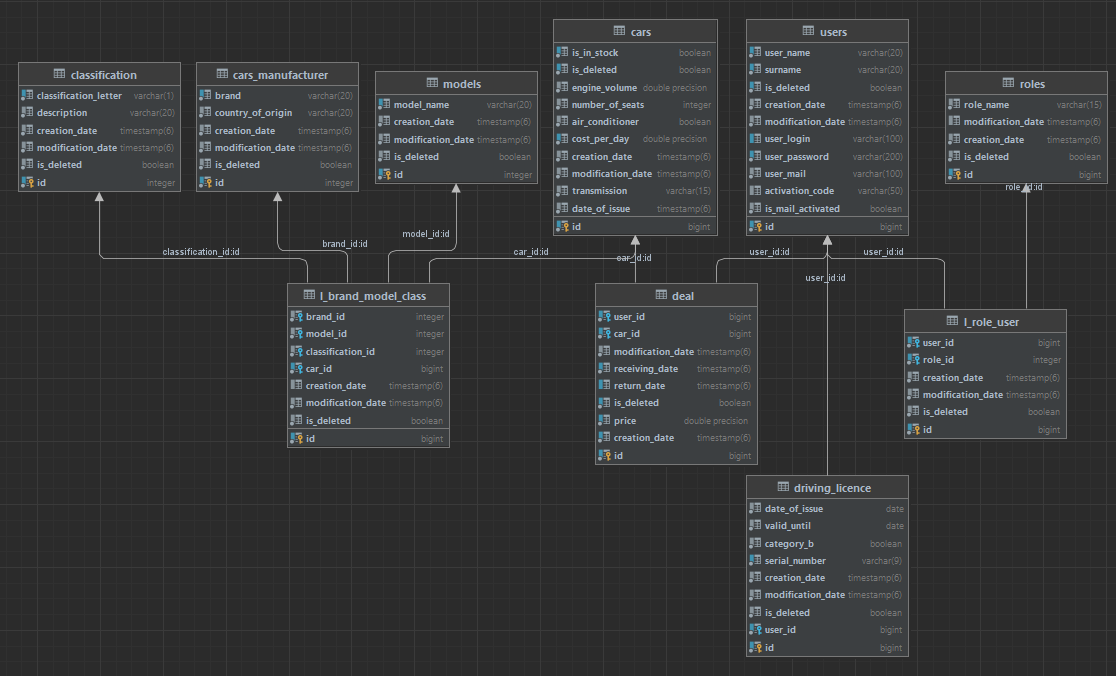 classification
classification_letter varchar(1)
description varchar(20)
creation_date timestamp(6)
modification_date timestamp(6)
is_deleted boolean
id integer
cars_manufacturer
brand varchar(20)
country_of_origin varchar(20)
creation_date timestamp(6)
modification_date timestamp(6)
is_deleted boolean
id integer
models
model_name varchar(20)
creation_date timestamp(6)
modification_date timestamp(6)
is_deleted boolean
id integer
cars
is_in_stock boolean
is_deleted boolean
engine_volume double precision
number_of_seats integer
air_conditioner boolean
cost_per_day double precision
creation_date timestamp(6)
modification_date timestamp(6)
transmission varchar(15)
date_of_issue timestamp(6)
id bigint
users
user_name varchar(20)
surname varchar(20)
is_deleted boolean
creation_date timestamp(6)
modification_date timestamp(6)
user_login varchar(100)
user_password varchar(200)
user_mail varchar(100)
activation_code varchar(50)
is_mail_activated boolean
id bigint
roles
role_name varchar(15)
modification_date timestamp(6)
creation_date timestamp(6)
is_deleted boolean
id bigint
classification_id:id
brand_id:id
model_id:id
car_id:id
car_id:id
user_id:id
user_id:id
user_id:id
role_id:id
l_brand_model_class
brand_id integer
model_id integer
classification_id integer
car_id bigint
creation_date timestamp(6)
modification_date timestamp(6)
is_deleted boolean
id bigint
deal
user_id bigint
car_id bigint
modification_date timestamp(6)
receiving_date timestamp(6)
return_date timestamp(6)
is_deleted boolean
price double precision
creation_date timestamp(6)
id bigint
l_role_user
user_id bigint
role_id integer
creation_date timestamp(6)
modification_date timestamp(6)
is_deleted boolean
id bigint
driving_licence
date_of_issue date
valid_until date
category_b boolean
serial_number varchar(9)
creation_date timestamp(6)
modification_date timestamp(6)
is_deleted boolean
user_id bigint
id bigint